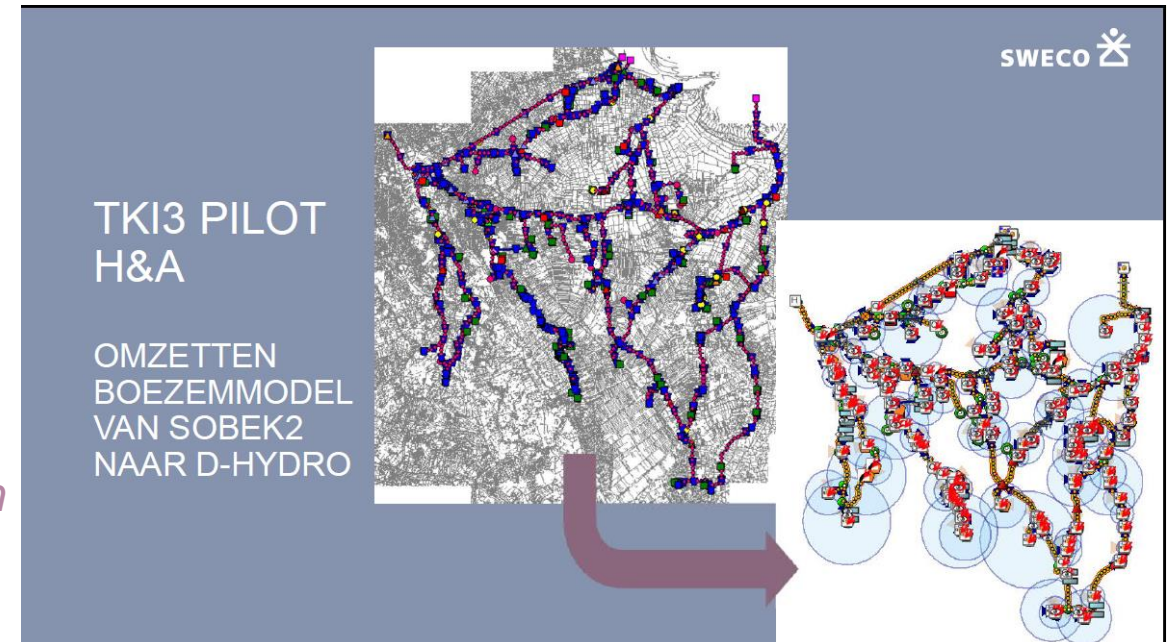 SWECO
TKI3 PILOT
H&A
OMZETTEN
BOEZEMMODEL
VAN SOBEK2
NAAR D-HYDRO
n
H